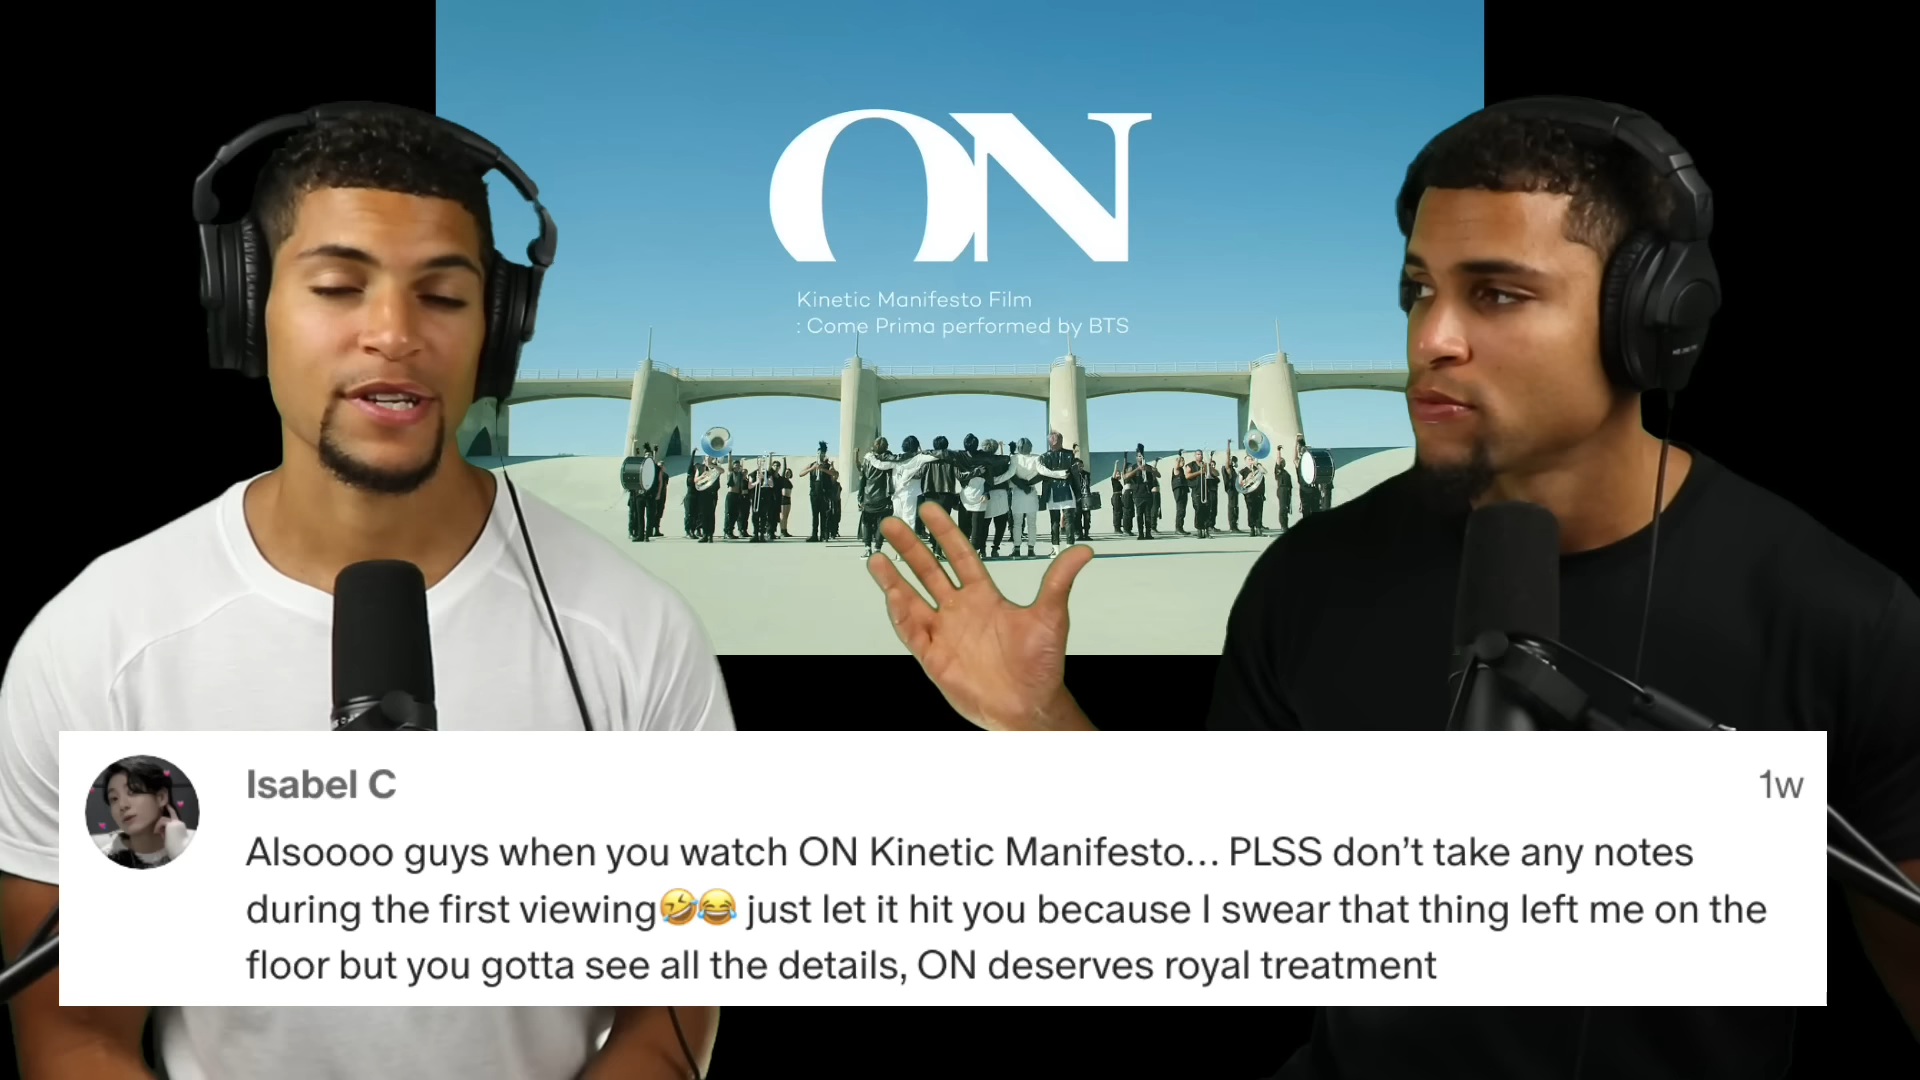 ON
Kinetic Manifesto Film
: Come Prima performed by BTS
Isabel C
1w
Alsoooo guys when you watch ON Kinetic Manifesto... PLSS don’t take any notes
during the first viewing🤣😂 just let it hit you because I swear that thing left me on the
floor but you gotta see all the details, ON deserves royal treatment